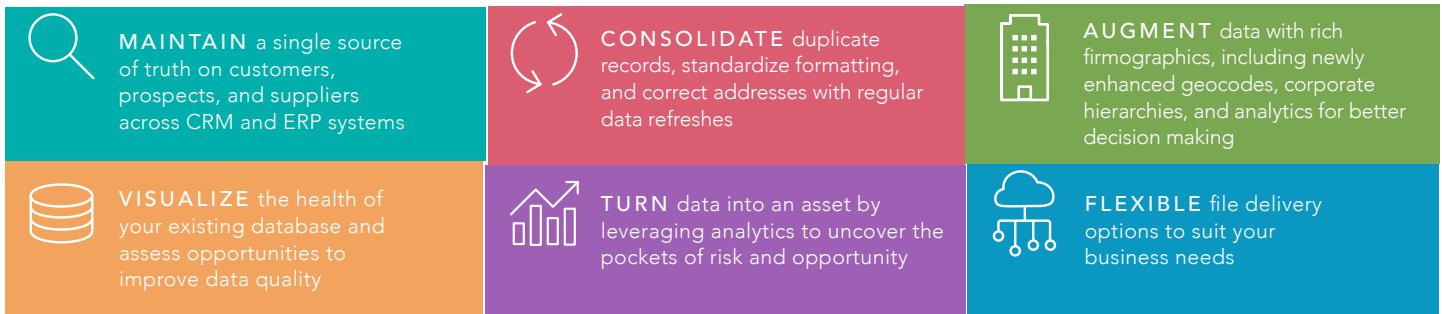 MAINTAIN a single source
of truth on customers,
prospects, and suppliers
across CRM and ERP systems
CONSOLIDATE duplicate
records, standardize formatting,
and correct addresses with regular
data refreshes
AUGMENT data with rich
firmographics, including newly
enhanced geocodes, corporate
hierarchies, and analytics for better
decision making
VISUALIZE the health of
your existing database and
assess opportunities to
improve data quality
TURN data into an asset by
leveraging analytics to uncover the
pockets of risk and opportunity
FLEXIBLE file delivery
options to suit your
business needs